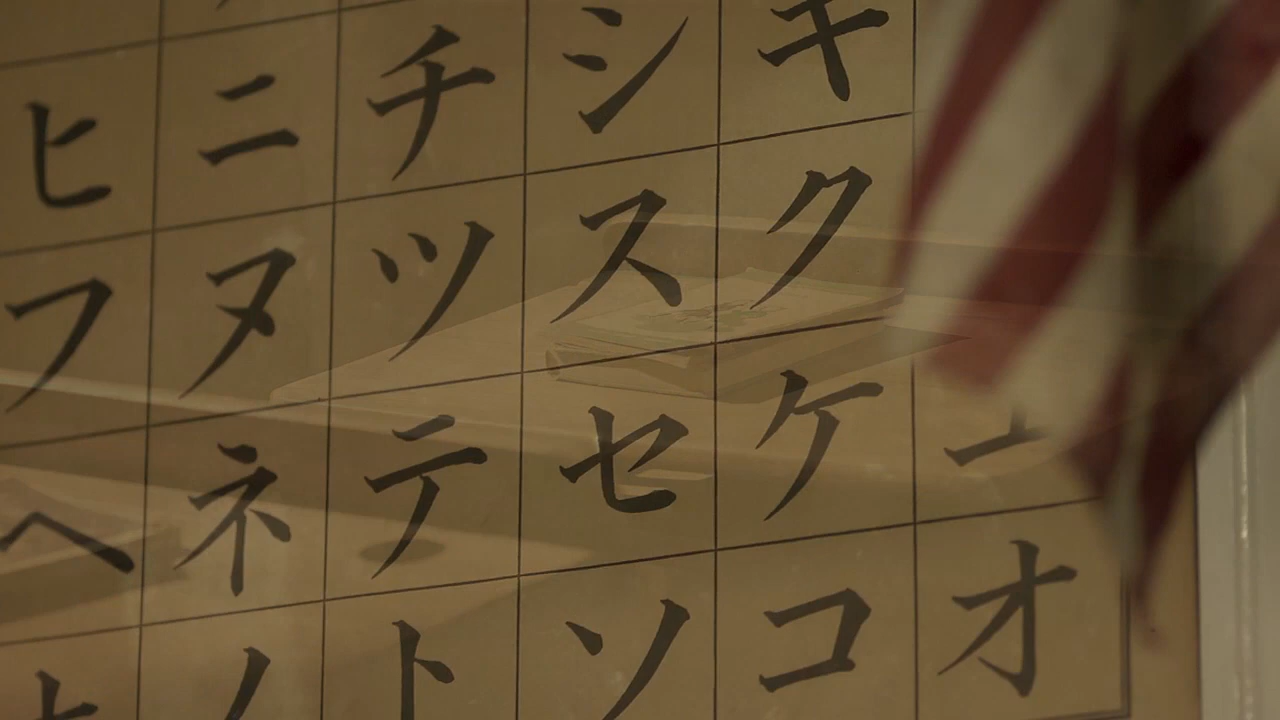 オ
キクケコ
シスセソ
チツテト
ニヌネノ
ヒフヘ